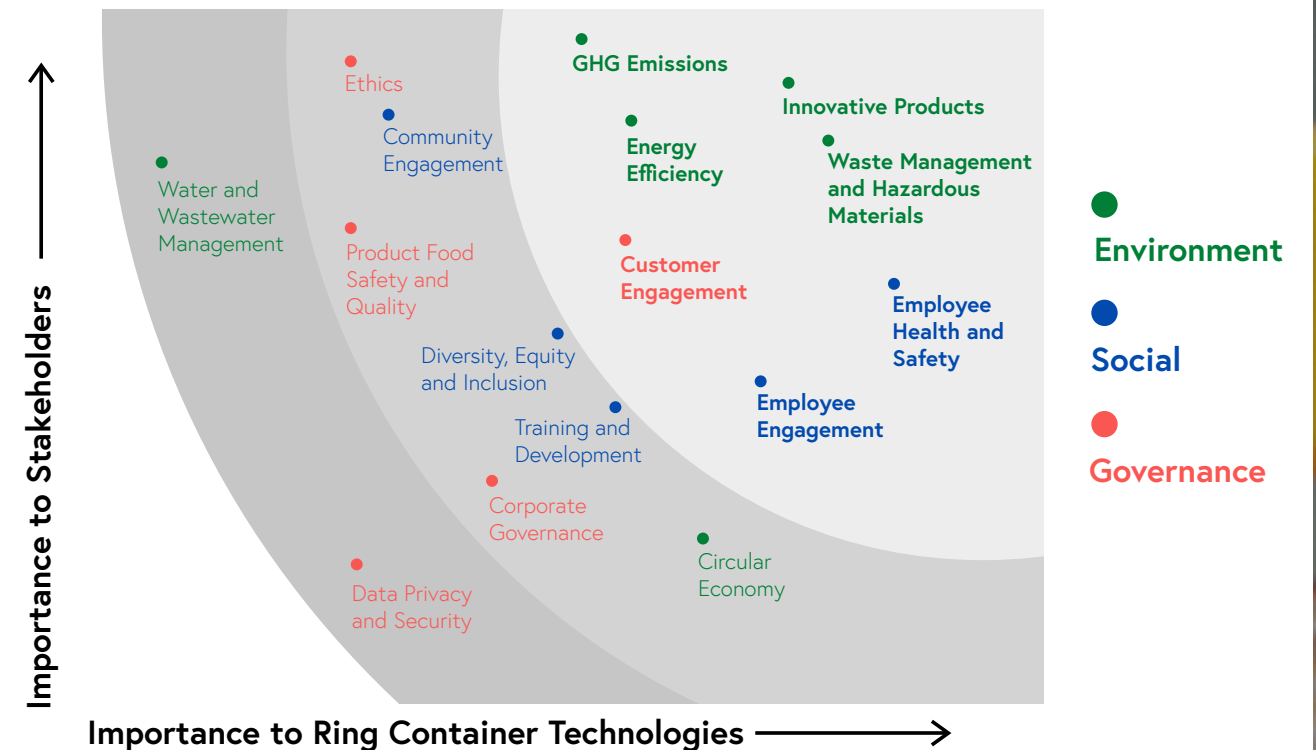 GHG Emissions
Ethics
Innovative Products
Community
Engagement
Energy
Efficiency
Waste Management
and Hazardous
Materials
Water and
Wastewater
Management
Product Food
Safety and
Quality
Customer
Engagement
Employee
Health and
Safety
Diversity, Equity
and Inclusion
Employee
Engagement
Training and
Development
Corporate
Governance
Circular
Economy
Data Privacy
and Security
Environment
Social
Governance
Importance to Stakeholders
Importance to Ring Container Technologies